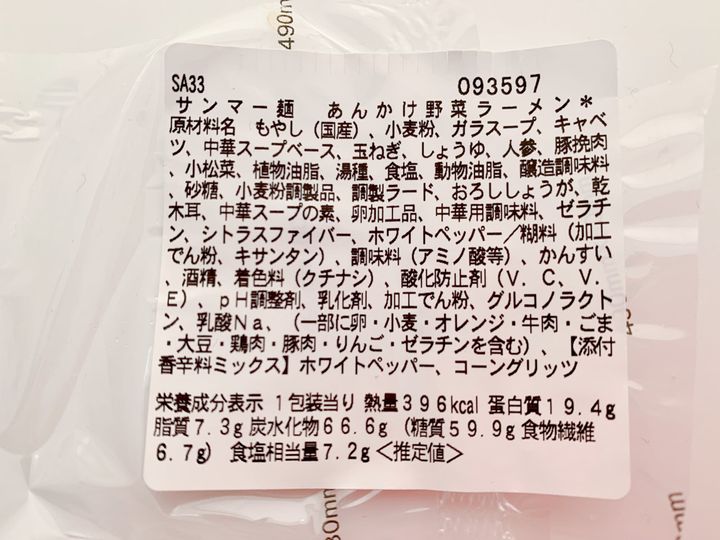 490mm
SA33 093597
サンマー麺 あんかけ野菜ラーメン＊
原材料名 もやし（国産）、小麦粉、ガラスープ、キャベ
ツ、中華スープベース、玉ねぎ、しょうゆ、人参、豚挽肉
、小松菜、植物油脂、湯種、食塩、動物油脂、醸造調味料
、砂糖、小麦粉調製品、調製ラード、おろししょうが、乾
木耳、中華スープの素、卵加工品、中華用調味料、ゼラチ
ン、シトラスファイバー、ホワイトペッパー／糊料（加工
でん粉、キサンタン）、調味料（アミノ酸等）、かんすい
、酒精、着色料（クチナシ）、酸化防止剤（Ｖ．Ｃ、Ｖ．
Ｅ）、ｐＨ調整剤、乳化剤、加工でん粉、グルコノラクト
ン、乳酸Ｎａ、（一部に卵・小麦・オレンジ・牛肉・ごま
・大豆・鶏肉・豚肉・りんご・ゼラチンを含む）、【添付
香辛料ミックス】ホワイトペッパー、コーングリッツ
栄養成分表示 １包装当り 熱量３９６kcal 蛋白質１９.４g
脂質７.３g 炭水化物６６.６g （糖質５９.９g 食物繊維
６.７g） 食塩相当量７.２g＜推定値＞